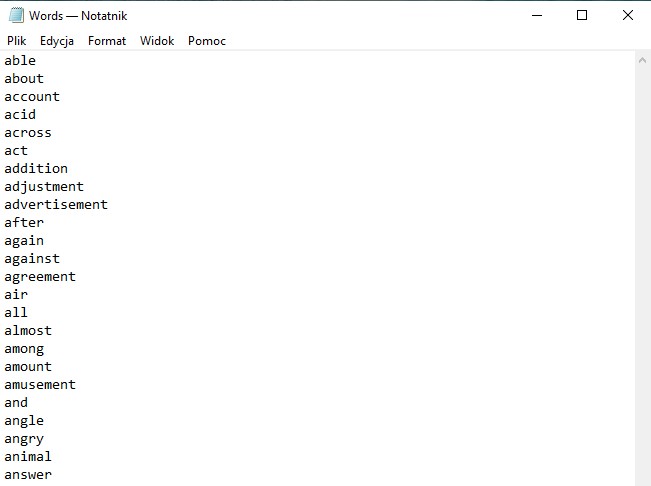 Words — Notatnik
Plik Edycja Format Widok Pomoc
able
about
account
acid
across
act
addition
adjustment
advertisement
after
again
against
agreement
air
all
almost
among
amount
amusement
and
angle
angry
animal
answer